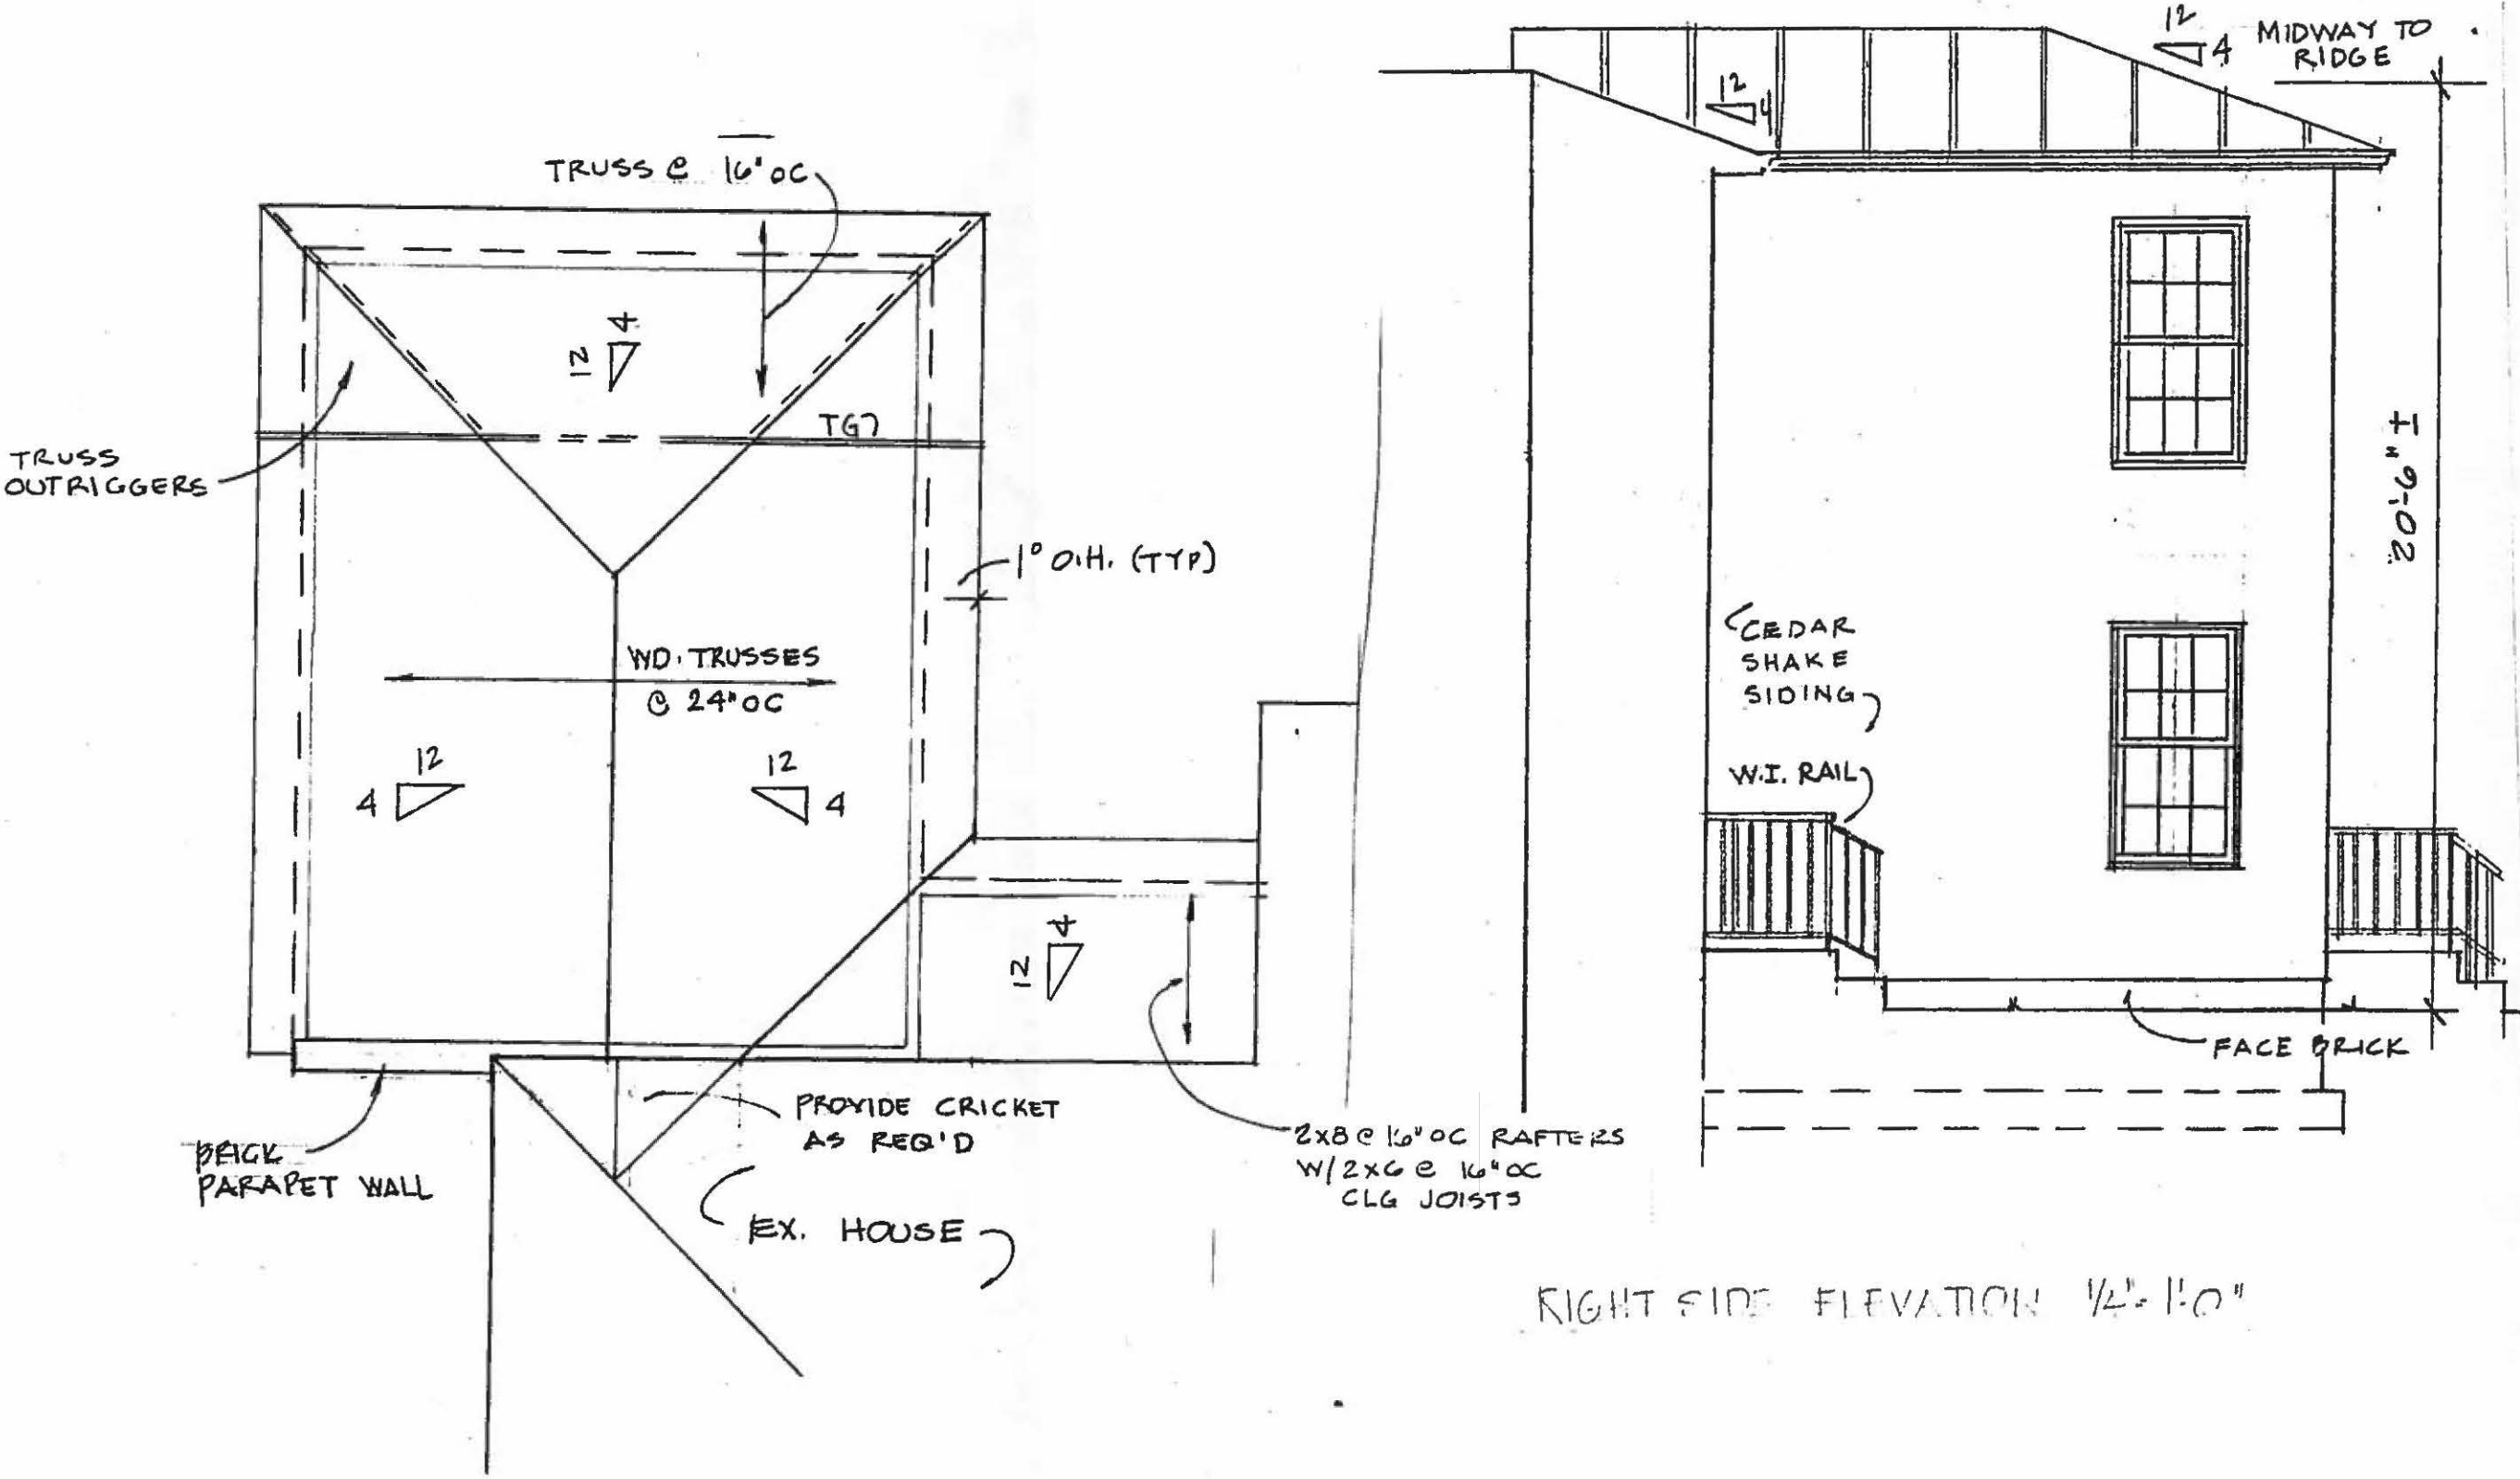 TRUSS @ 16" OC
12
4
TG7
TRUSS
OUTRIGGERS
1° O.H. (TYP)
WD. TRUSSES
@ 24" OC
12
4
12
4
12
4
PROVIDE CRICKET
AS REQ'D
BRICK
PARAPET WALL
EX. HOUSE
2x8 @ 16" OC RAFTERS
W/2x6 @ 16" OC
CLG JOISTS
12
4
MIDWAY TO
RIDGE
12
4
20'-6" ±
CEDAR
SHAKE
SIDING
W.I. RAIL
FACE BRICK
RIGHT SIDE ELEVATION 1/4"=1'-0"